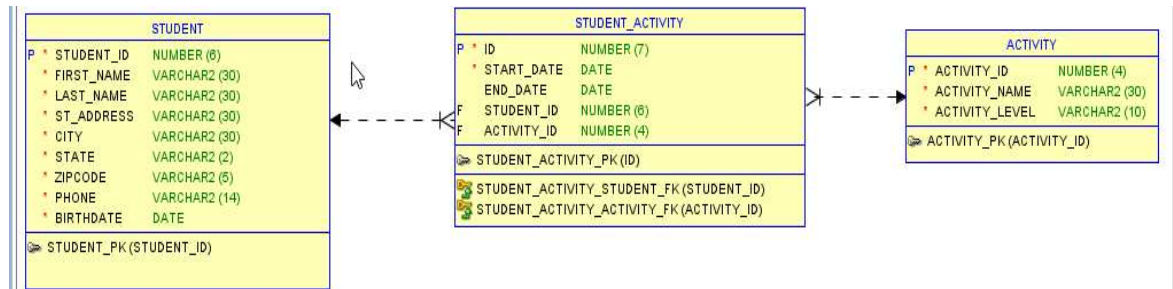 STUDENT
P * STUDENT_ID NUMBER (6)
* FIRST_NAME VARCHAR2 (30)
* LAST_NAME VARCHAR2 (30)
* ST_ADDRESS VARCHAR2 (30)
* CITY VARCHAR2 (30)
* STATE VARCHAR2 (2)
* ZIPCODE VARCHAR2 (5)
* PHONE VARCHAR2 (14)
* BIRTHDATE DATE
STUDENT_PK (STUDENT_ID)
STUDENT_ACTIVITY
P * ID NUMBER (7)
* START_DATE DATE
END_DATE DATE
F STUDENT_ID NUMBER (6)
F ACTIVITY_ID NUMBER (4)
STUDENT_ACTIVITY_PK (ID)
STUDENT_ACTIVITY_STUDENT_FK (STUDENT_ID)
STUDENT_ACTIVITY_ACTIVITY_FK (ACTIVITY_ID)
ACTIVITY
P * ACTIVITY_ID NUMBER (4)
* ACTIVITY_NAME VARCHAR2 (30)
* ACTIVITY_LEVEL VARCHAR2 (10)
ACTIVITY_PK (ACTIVITY_ID)